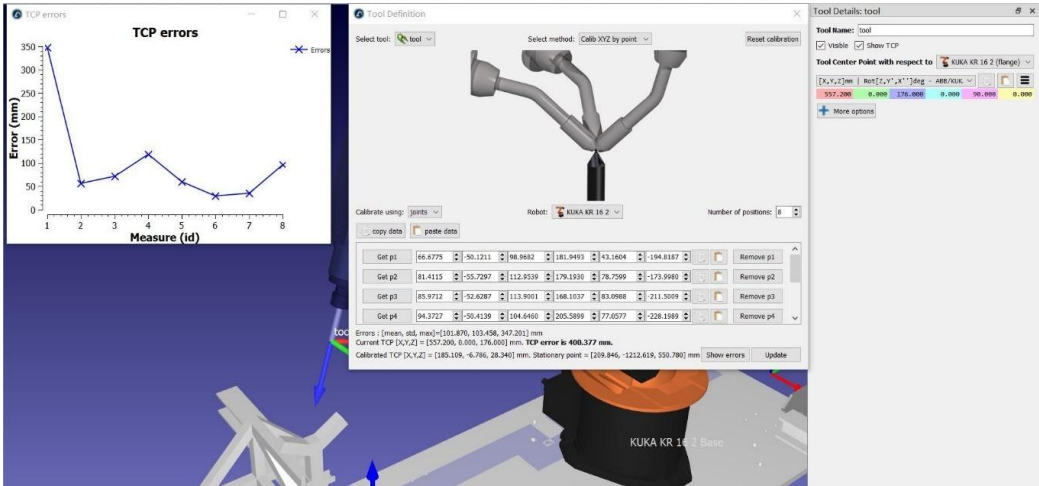 TCP errors
TCP errors
Errors
Error (mm)
350
300
250
200
150
100
50
0
1 2 3 4 5 6 7 8
Measure (id)
Tool Definition
Select tool: tool
Select method: Calib XYZ by point
Reset calibration
Calibrate using: joints
Robot: KUKA KR 16 2
Number of positions: 8
copy data
paste data
Get p1 66.6775 -50.1211 98.9682 181.9493 43.1604 -194.8187 Remove p1
Get p2 81.4115 -55.7297 112.9539 179.1930 78.7599 -173.9980 Remove p2
Get p3 85.9712 -52.6287 113.9001 168.1037 83.0988 -211.5009 Remove p3
Get p4 94.3727 -50.4139 104.6460 205.5899 77.0577 -228.1989 Remove p4
Errors : [mean, std, max]=[101.870, 103.458, 347.201] mm
Current TCP [X,Y,Z] = [557.200, 0.000, 176.000] mm. TCP error is 400.377 mm.
Calibrated TCP [X,Y,Z] = [185.109, -6.786, 28.340] mm. Stationary point = [209.846, -1212.619, 550.780] mm
Show errors
Update
too
KUKA KR 16 2 Base
Tool Details: tool
Tool Name: tool
Visible
Show TCP
Tool Center Point with respect to KUKA KR 16 2 (flange)
[X,Y,Z]mm | Rot[Z,Y',X'']deg - ABB/KUK
557.200 0.000 176.000 0.000 90.000 0.000
More options